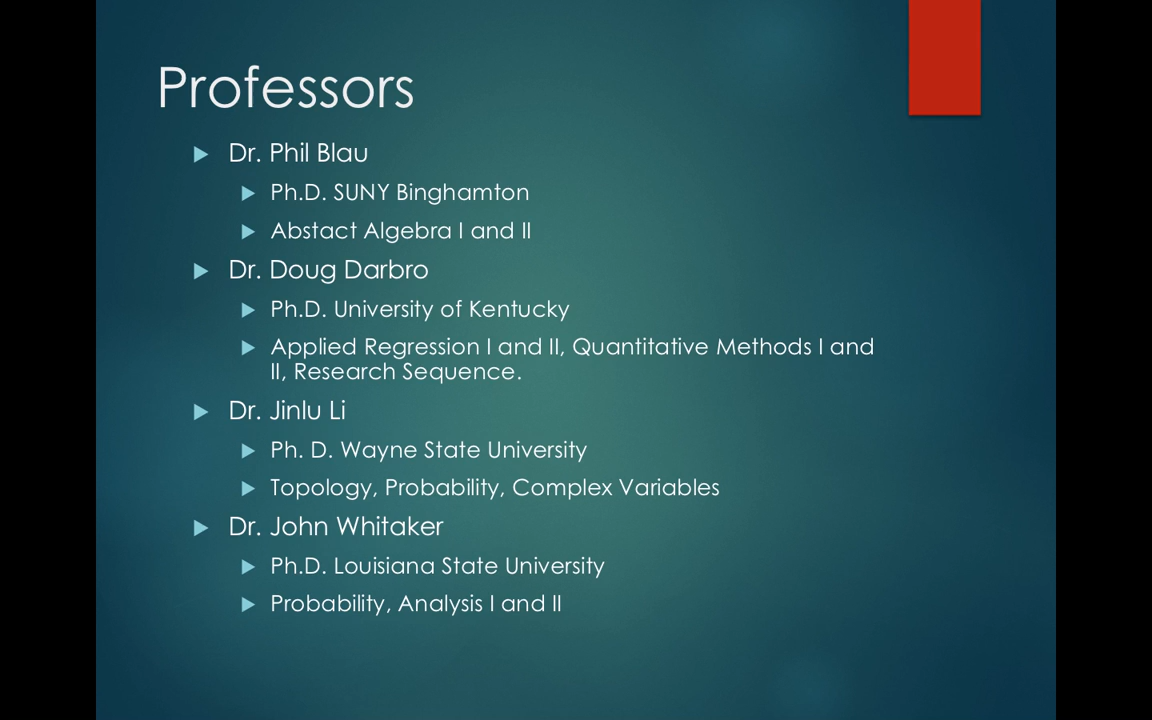 Professors
Dr. Phil Blau
Ph.D. SUNY Binghamton
Abstact Algebra I and II
Dr. Doug Darbro
Ph.D. University of Kentucky
Applied Regression I and II, Quantitative Methods I and
II, Research Sequence.
Dr. Jinlu Li
Ph. D. Wayne State University
Topology, Probability, Complex Variables
Dr. John Whitaker
Ph.D. Louisiana State University
Probability, Analysis I and II